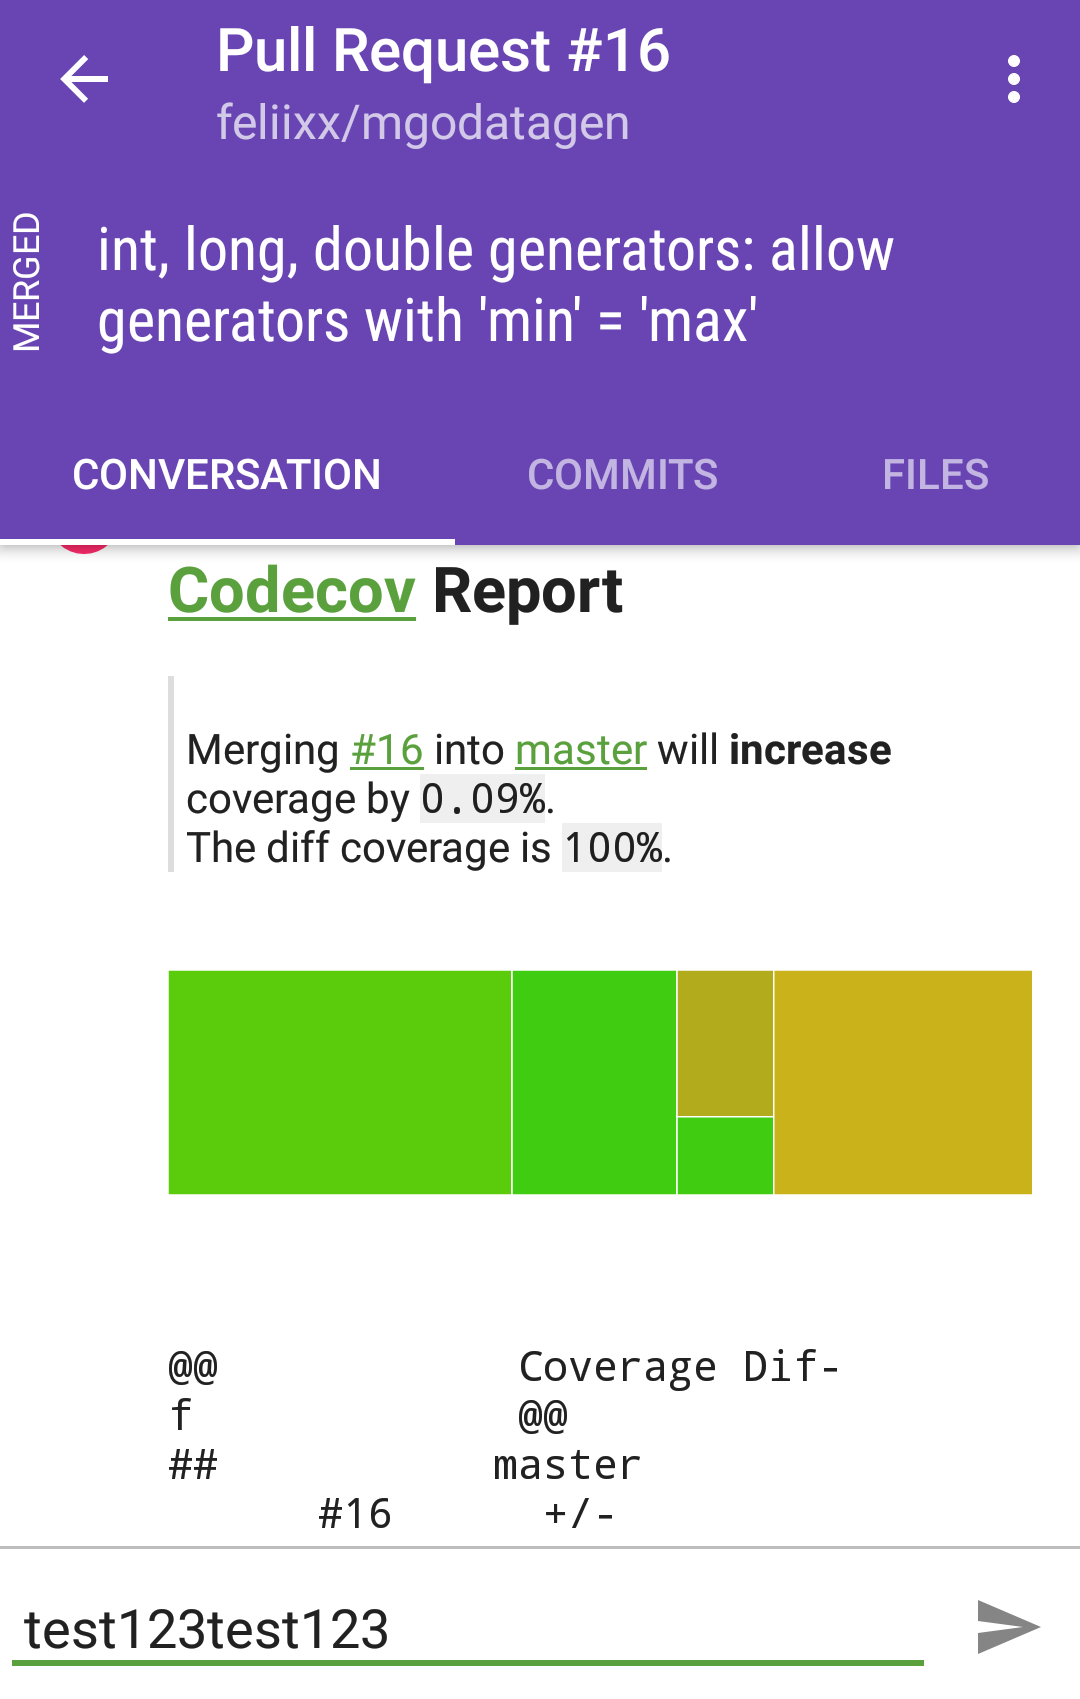 Pull Request #16
feliixx/mgodatagen
MERGED
int, long, double generators: allow
generators with 'min' = 'max'
CONVERSATION COMMITS FILES
Codecov Report
Merging #16 into master will increase
coverage by 0.09%.
The diff coverage is 100%.
@@ Coverage Dif-
f @@
## master
#16 +/-
test123test123